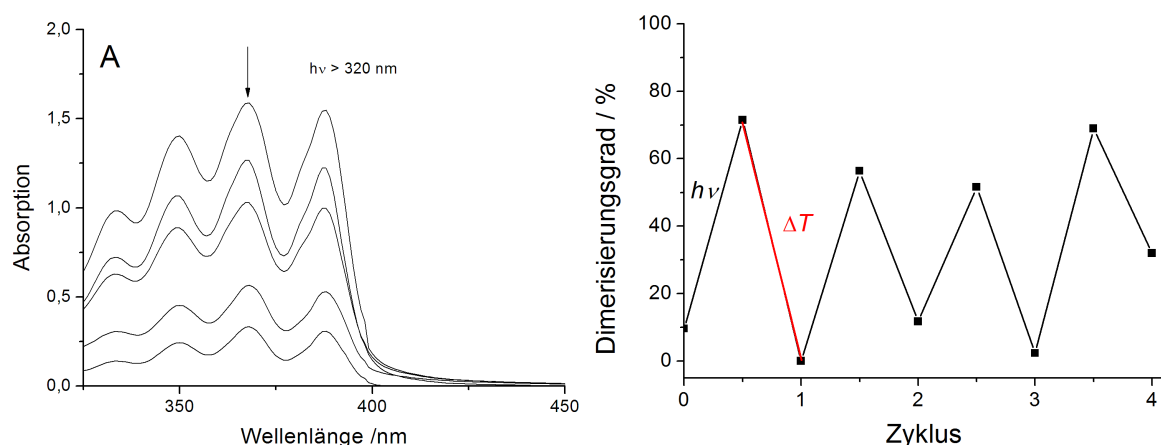 A
hν > 320 nm
Absorption
2,0
1,5
1,0
0,5
0,0
350
400
450
Wellenlänge /nm
Dimerisierungsgrad / %
100
80
60
40
20
0
hν
ΔT
0
1
2
3
4
Zyklus